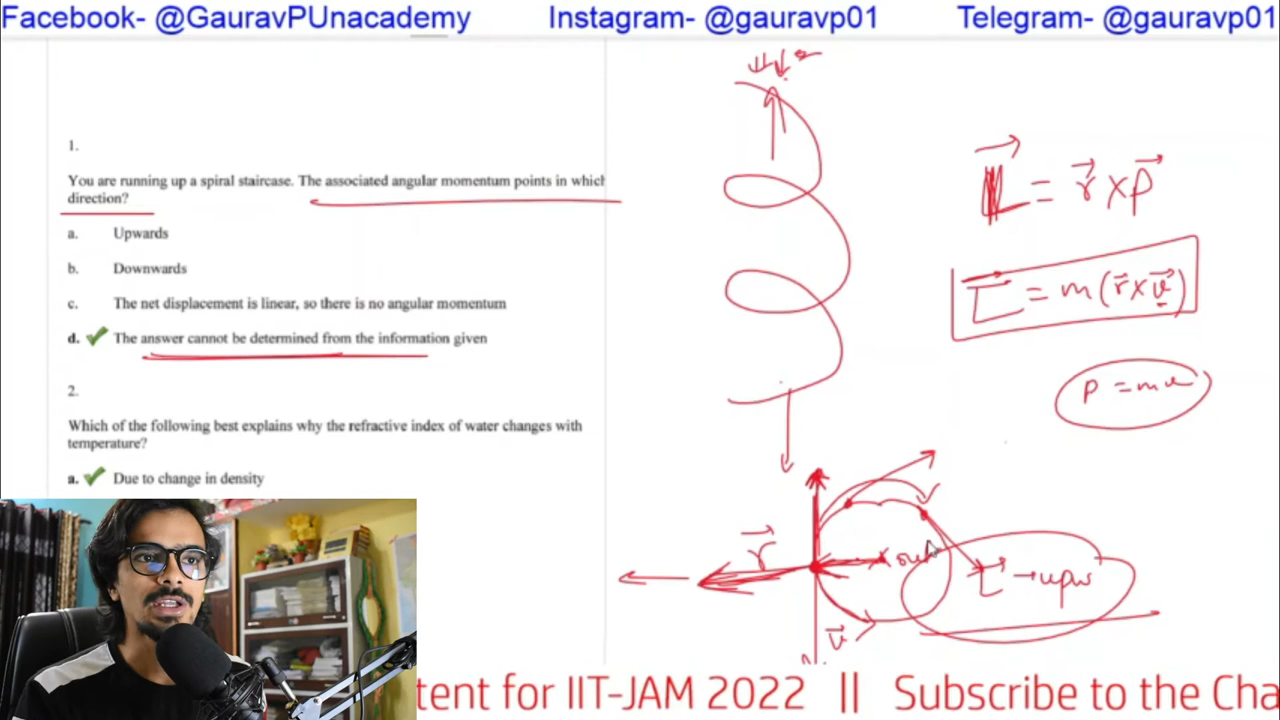 Facebook- @GauravPUnacademy Instagram- @gauravp01 Telegram- @gauravp01
1.
You are running up a spiral staircase. The associated angular momentum points in which
direction?
a. Upwards
b. Downwards
c. The net displacement is linear, so there is no angular momentum
d. The answer cannot be determined from the information given
2.
Which of the following best explains why the refractive index of water changes with
temperature?
a. Due to change in density
L = r × p
L = m(r × v)
p = mv
r
v
L → upw
tent for IIT-JAM 2022 || Subscribe to the Cha